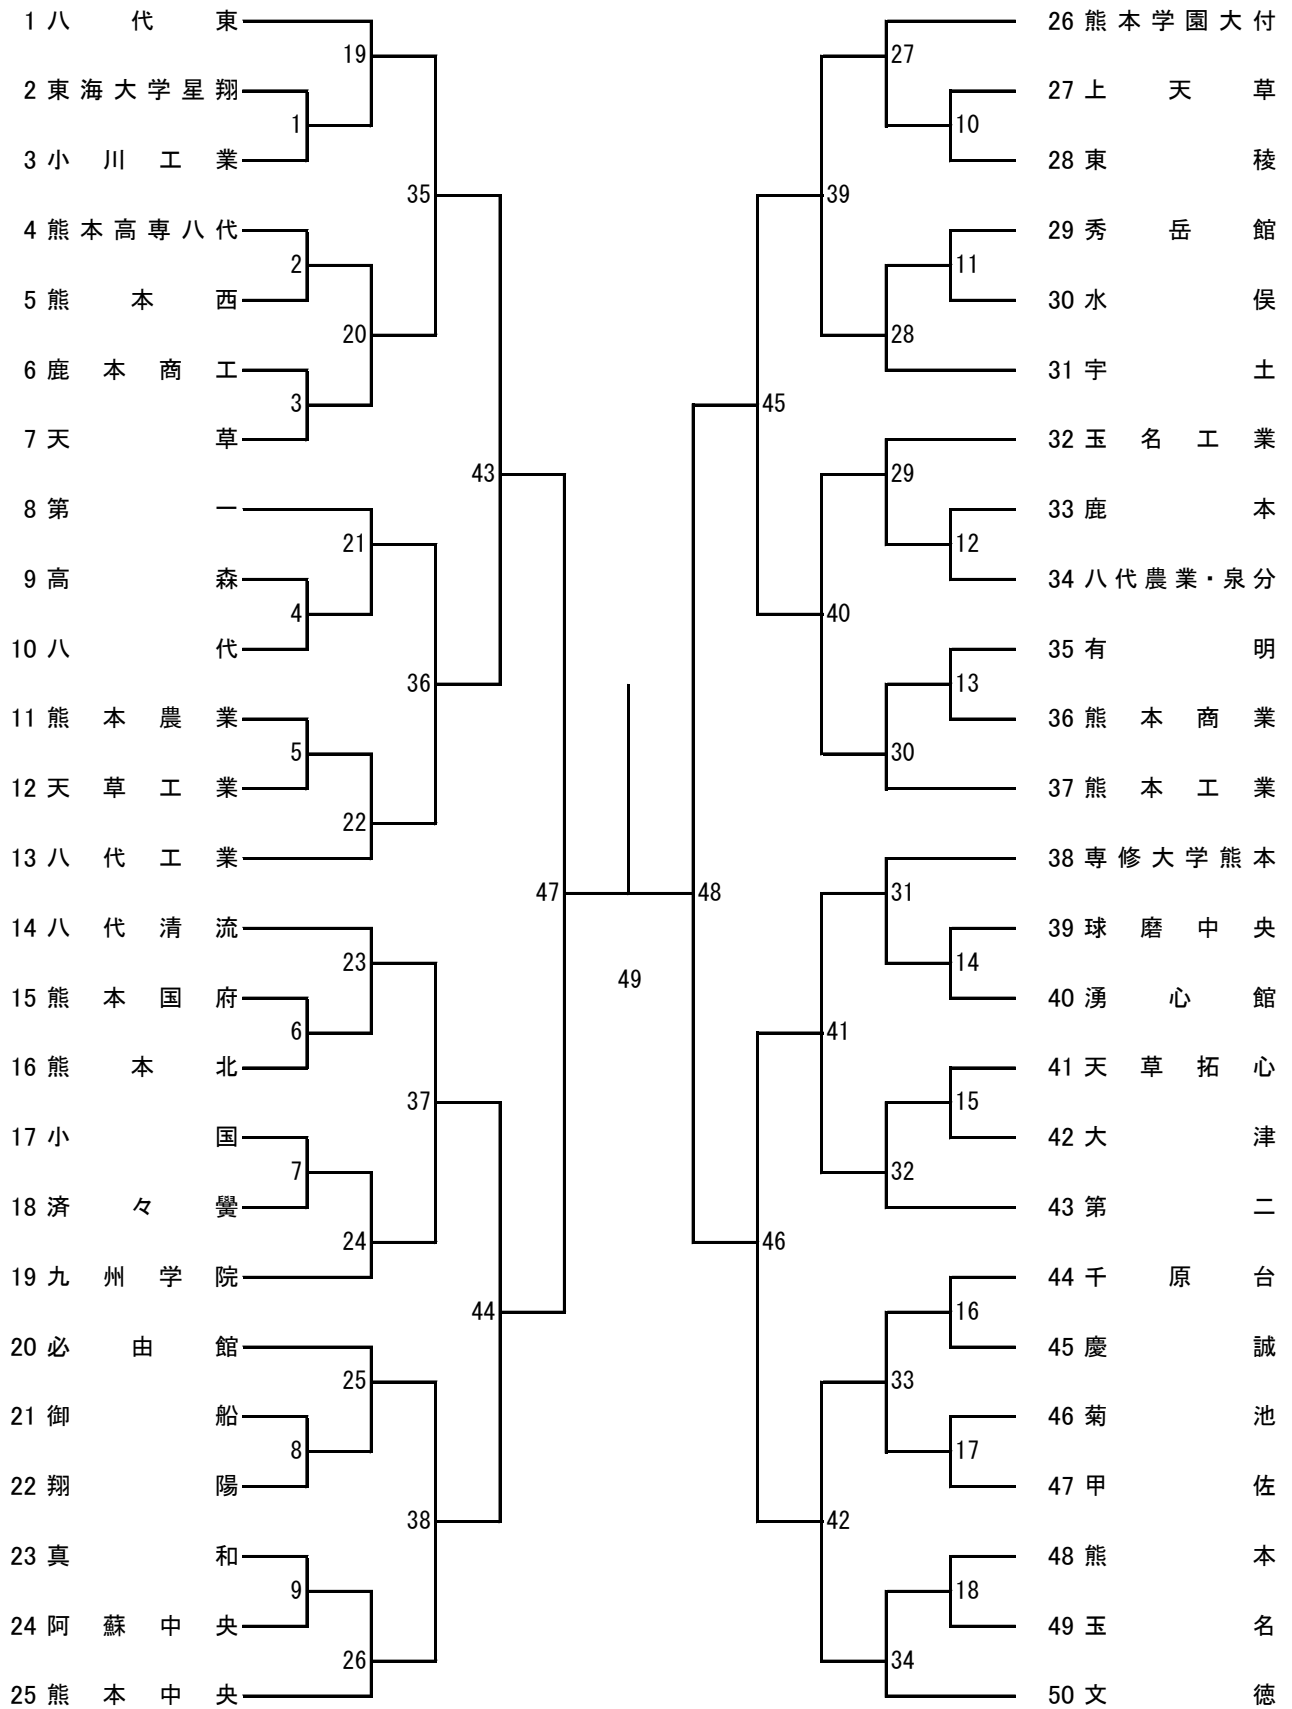 1 八代東
19
2 東海大学星翔
1
3 小川工業
35
4 熊本高専八代
2
5 熊本西
20
6 鹿本商工
3
7 天草
43
8 第一
21
9 高森
4
10 八代
36
11 熊本農業
5
12 天草工業
22
13 八代工業
47
14 八代清流
23
15 熊本国府
6
16 熊本北
37
17 小国
7
18 済々黌
24
19 九州学院
44
20 必由館
25
21 御船
8
22 翔陽
38
23 真和
9
24 阿蘇中央
26
25 熊本中央
49
26 熊本学園大付
27
27 上天草
10
28 東稜
39
29 秀岳館
11
30 水俣
28
31 宇土
45
32 玉名工業
29
33 鹿本
12
34 八代農業・泉分
40
35 有明
13
36 熊本商業
30
37 熊本工業
38 専修大学熊本
48
31
39 球磨中央
14
40 湧心館
41
41 天草拓心
15
42 大津
32
43 第二
46
44 千原台
16
45 慶誠
33
46 菊池
17
47 甲佐
42
48 熊本
18
49 玉名
34
50 文徳